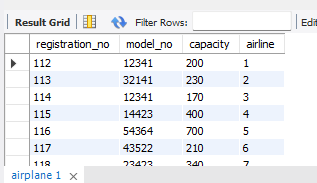 Result Grid Filter Rows: Edi
registration_no model_no capacity airline
112 12341 200 1
113 32141 230 2
114 12341 170 3
115 14423 400 4
116 54364 700 5
117 43522 210 6
118 23423 340 7
airplane 1 ×